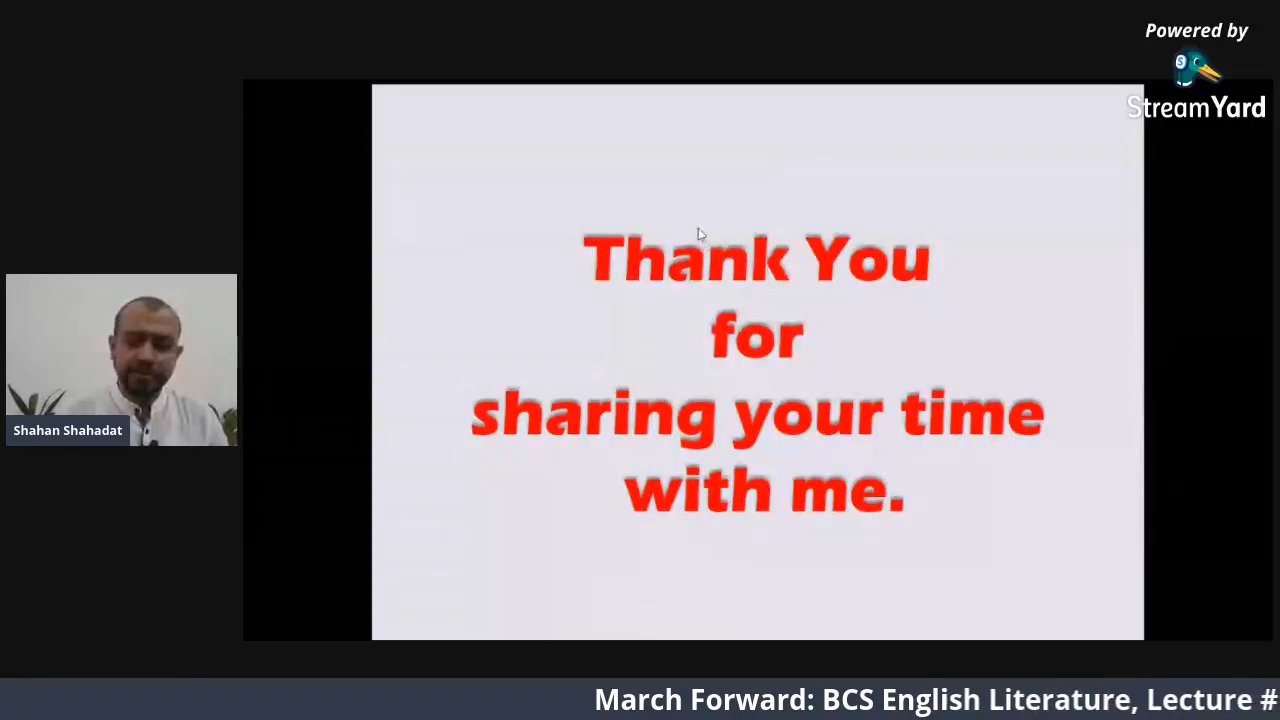 Powered by
StreamYard
Thank You
for
sharing your time
with me.
Shahan Shahadat
March Forward: BCS English Literature, Lecture #